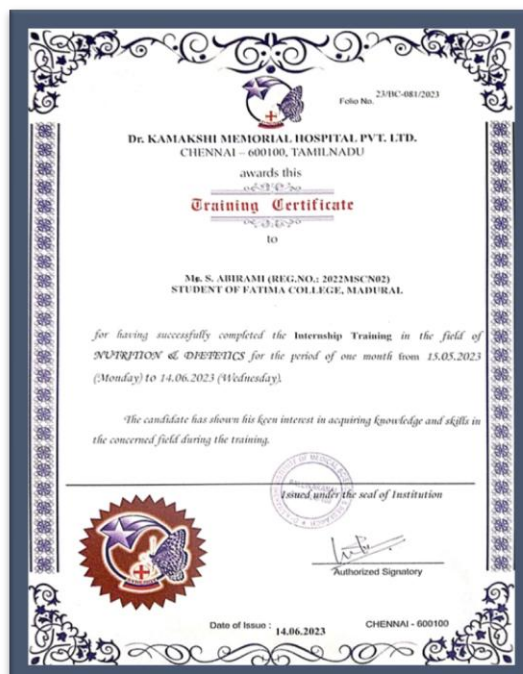 Folio No. 23/BC-081/2023
Dr. KAMAKSHI MEMORIAL HOSPITAL PVT. LTD.
CHENNAI – 600100, TAMILNADU
awards this
Training Certificate
to
Ms. S. ABIRAMI (REG.NO.: 2022MSCN02)
STUDENT OF FATIMA COLLEGE, MADURAI.
for having successfully completed the Internship Training in the field of
NUTRITION & DIETETICS for the period of one month from 15.05.2023
(Monday) to 14.06.2023 (Wednesday).
The candidate has shown his keen interest in acquiring knowledge and skills in
the concerned field during the training.
Issued under the seal of Institution
Authorized Signatory
Date of Issue : 14.06.2023 CHENNAI - 600100